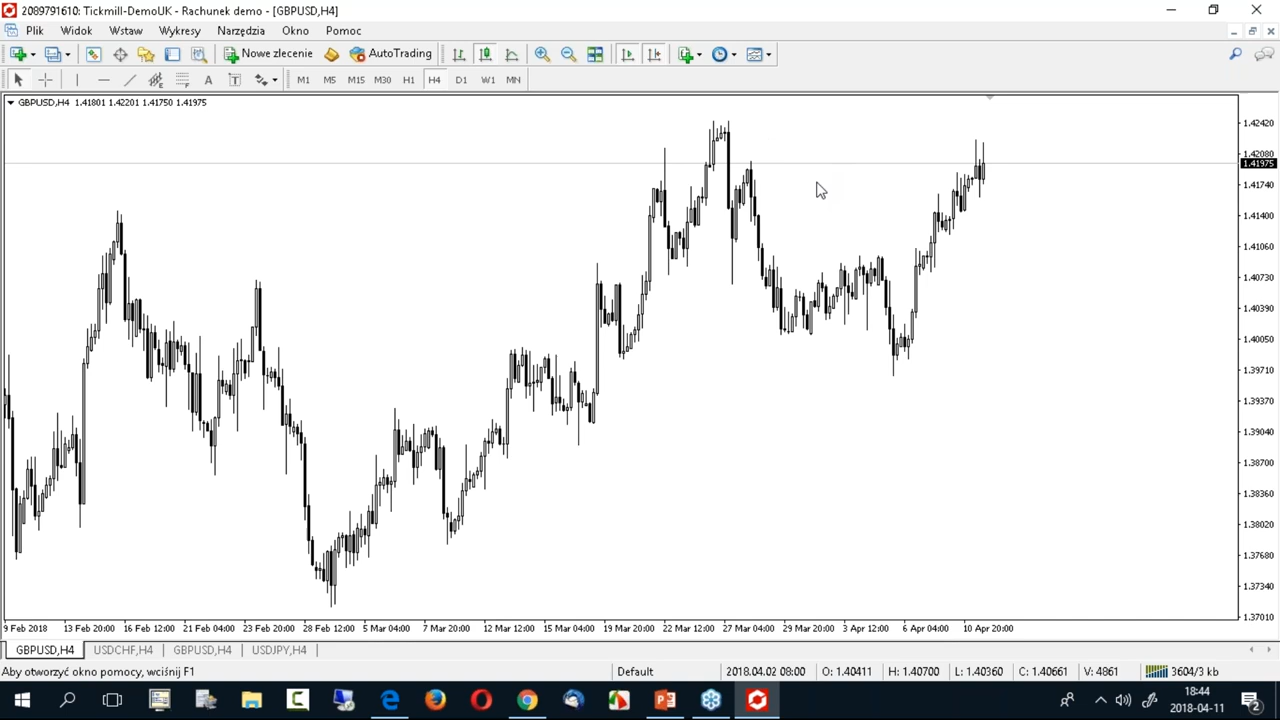 2089791610: Tickmill-DemoUK - Rachunek demo - [GBPUSD,H4]
Plik Widok Wstaw Wykresy Narzędzia Okno Pomoc
Nowe zlecenie AutoTrading
A T M1 M5 M15 M30 H1 H4 D1 W1 MN
GBPUSD,H4 1.41801 1.42201 1.41750 1.41975
1.42420
1.42080
1.41975
1.41740
1.41400
1.41060
1.40730
1.40390
1.40050
1.39710
1.39370
1.39040
1.38700
1.38360
1.38020
1.37680
1.37340
1.37010
9 Feb 2018 13 Feb 20:00 16 Feb 12:00 21 Feb 04:00 23 Feb 20:00 28 Feb 12:00 5 Mar 04:00 7 Mar 20:00 12 Mar 12:00 15 Mar 04:00 19 Mar 20:00 22 Mar 12:00 27 Mar 04:00 29 Mar 20:00 3 Apr 12:00 6 Apr 04:00 10 Apr 20:00
GBPUSD,H4 USDCHF,H4 GBPUSD,H4 USDJPY,H4
Aby otworzyć okno pomocy, wciśnij F1 Default 2018.04.02 08:00 O: 1.40411 H: 1.40700 L: 1.40360 C: 1.40661 V: 4861 3604/3 kb
18:44
2018-04-11
2